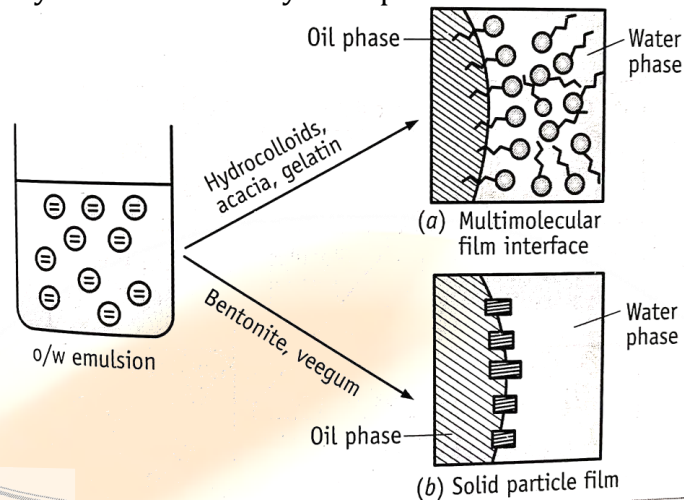 Oil phase
Water
phase
Hydrocolloids,
acacia, gelatin
(a) Multimolecular
film interface
o/w emulsion
Bentonite, veegum
Water
phase
Oil phase
(b) Solid particle film